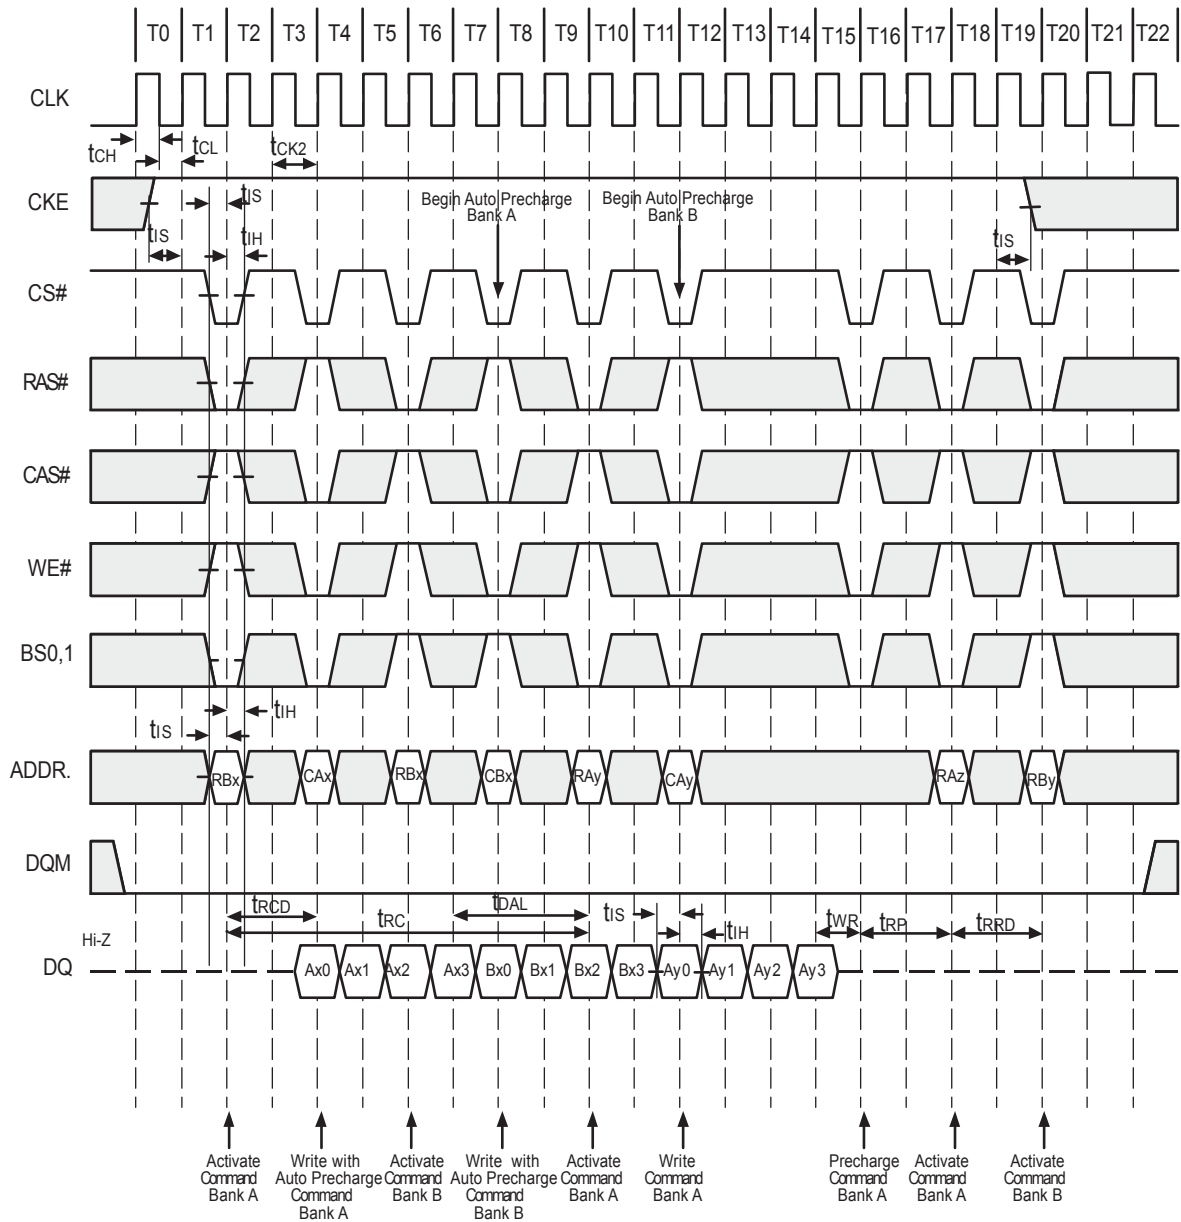 T0 T1 T2 T3 T4 T5 T6 T7 T8 T9 T10 T11 T12 T13 T14 T15 T16 T17 T18 T19 T20 T21 T22
CLK
tCH tCL tCK2
CKE
tIS
Begin Auto Precharge
Bank A
Begin Auto Precharge
Bank B
tIS tIH tIS
CS#
RAS#
CAS#
WE#
BS0,1
tIH
tIS
ADDR.
RBx CAx RBx CBx RAy CAy RAz RBy
DQM
tRCD tRC tDAL tIS tIH tWR tRP tRRD
Hi-Z
DQ
Ax0 Ax1 Ax2 Ax3 Bx0 Bx1 Bx2 Bx3 Ay0 Ay1 Ay2 Ay3
Activate
Command
Bank A
Write with
Auto Precharge
Command
Bank A
Activate
Command
Bank B
Write with
Auto Precharge
Command
Bank B
Activate
Command
Bank A
Write
Command
Bank A
Precharge
Command
Bank A
Activate
Command
Bank A
Activate
Command
Bank B